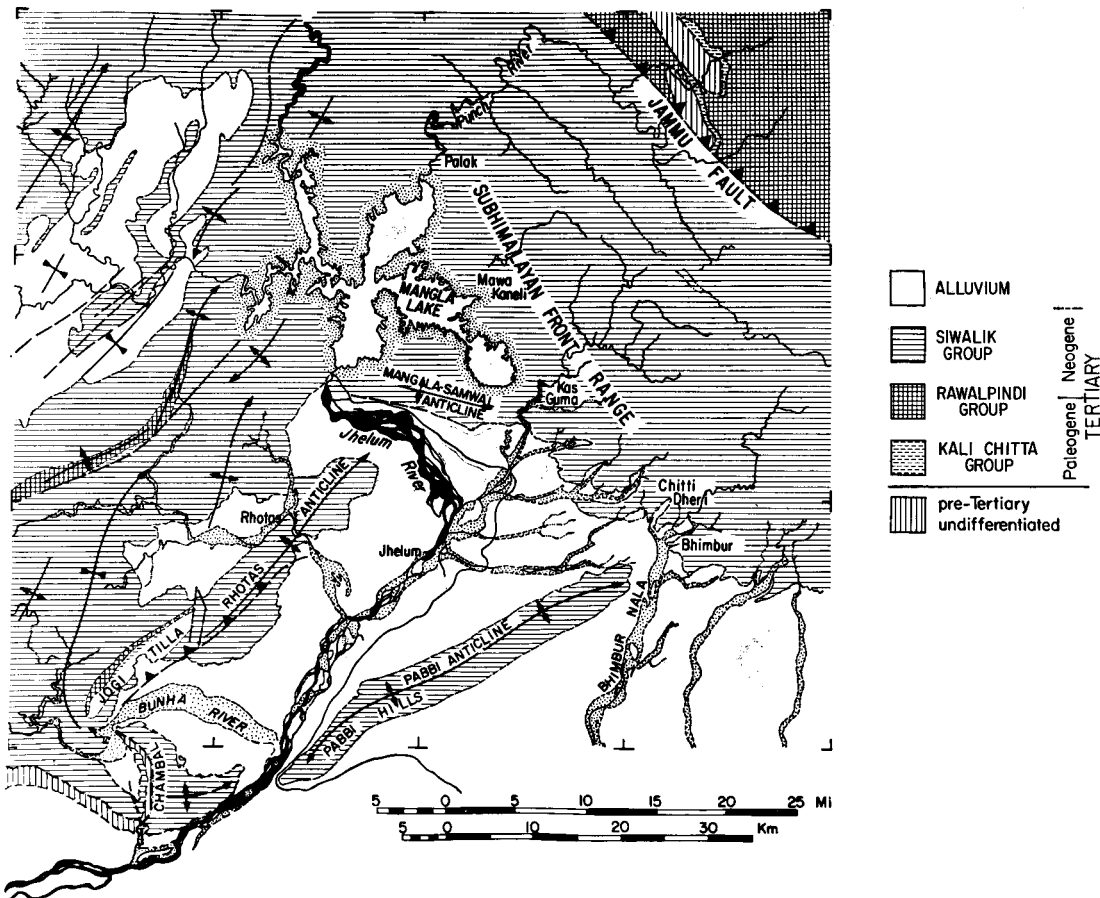 Punch River
JAMMU FAULT
Palak
SUBHIMALAYAN FRONT RANGE
Mawa
Kaneli
MANGLA
LAKE
MANGALA-SAMWAL
ANTICLINE
Kas
Guma
Jhelum River
Chitti
Dheri
Rhotas
RHOTAS ANTICLINE
Jhelum
Bhimbur
JOGI TILLA
PABBI ANTICLINE
PABBI HILLS
BHIMBUR NALA
BUNHA RIVER
CHAMBAL
5 0 5 10 15 20 25 Mi
5 0 10 20 30 Km
ALLUVIUM
SIWALIK
GROUP
RAWALPINDI
GROUP
KALI CHITTA
GROUP
pre-Tertiary
undifferentiated
Paleogene
Neogene
TERTIARY